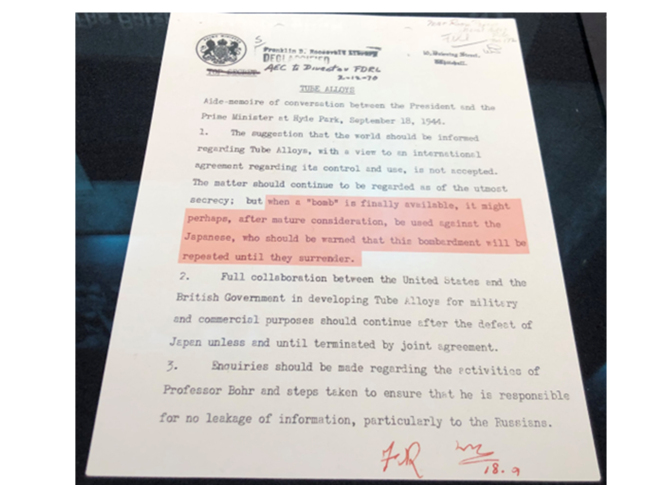 Franklin D. Roosevelt Library
DECLASSIFIED
AEC to Director FDRL
2-12-70
10, Downing Street,
Whitehall.
TUBE ALLOYS
Aide-memoire of conversation between the President and the
Prime Minister at Hyde Park, September 18, 1944.
1. The suggestion that the world should be informed
regarding Tube Alloys, with a view to an international
agreement regarding its control and use, is not accepted.
The matter should continue to be regarded as of the utmost
secrecy; but when a "bomb" is finally available, it might
perhaps, after mature consideration, be used against the
Japanese, who should be warned that this bombardment will be
repeated until they surrender.
2. Full collaboration between the United States and the
British Government in developing Tube Alloys for military
and commercial purposes should continue after the defeat of
Japan unless and until terminated by joint agreement.
3. Enquiries should be made regarding the activities of
Professor Bohr and steps taken to ensure that he is responsible
for no leakage of information, particularly to the Russians.
FDR
18.9